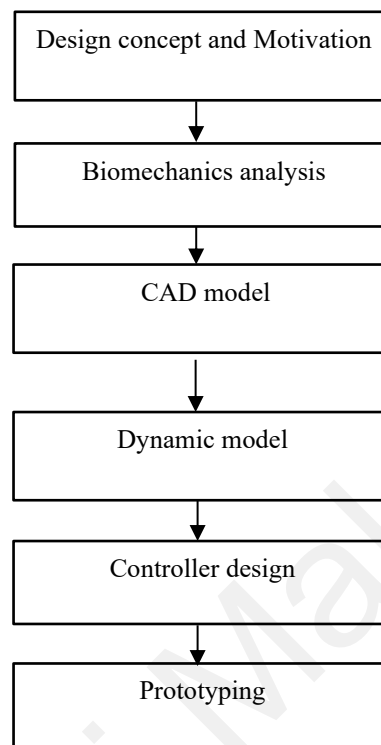 Design concept and Motivation
Biomechanics analysis
CAD model
Dynamic model
Controller design
Prototyping